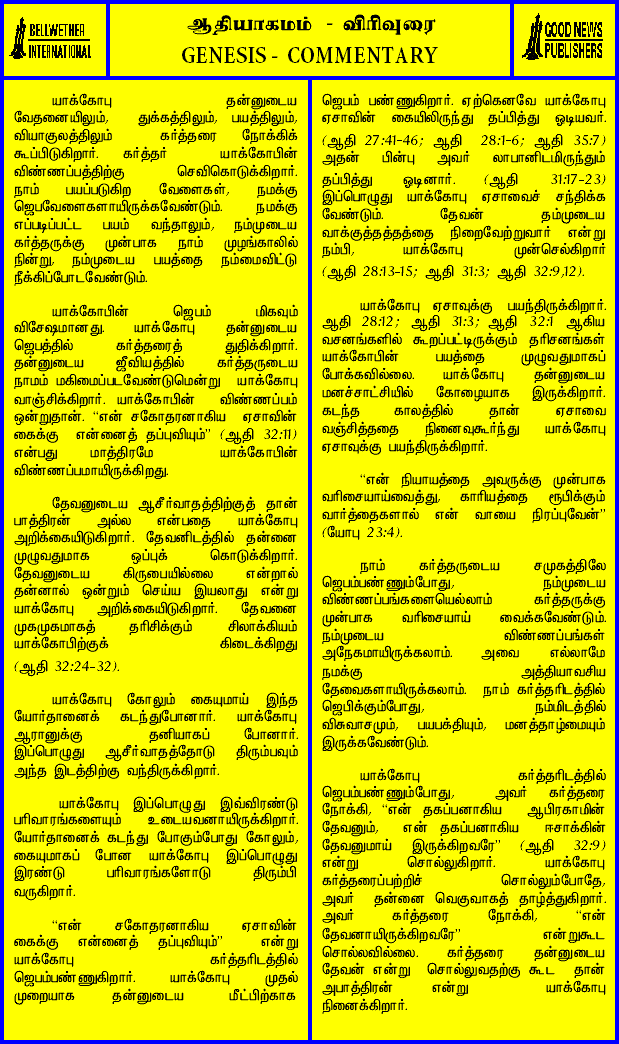 BELLWETHER
INTERNATIONAL
ஆதியாகமம் - விரிவுரை
GENESIS - COMMENTARY
GOOD NEWS
PUBLISHERS
யாக்கோபு தன்னுடைய
வேதனையிலும், துக்கத்திலும், பயத்திலும்,
வியாகுலத்திலும் கர்த்தரை நோக்கிக்
கூப்பிடுகிறார். கர்த்தர் யாக்கோபின்
விண்ணப்பத்திற்கு செவிகொடுக்கிறார்.
நாம் பயப்படுகிற வேளைகள், நமக்கு
ஜெபவேளைகளாயிருக்கவேண்டும். நமக்கு
எப்படிப்பட்ட பயம் வந்தாலும், நம்முடைய
கர்த்தருக்கு முன்பாக நாம் முழங்காலில்
நின்று, நம்முடைய பயத்தை நம்மைவிட்டு
நீக்கிப்போடவேண்டும்.
யாக்கோபின் ஜெபம் மிகவும்
விசேஷமானது. யாக்கோபு தன்னுடைய
ஜெபத்தில் கர்த்தரைத் துதிக்கிறார்.
தன்னுடைய ஜீவியத்தில் கர்த்தருடைய
நாமம் மகிமைப்படவேண்டுமென்று யாக்கோபு
வாஞ்சிக்கிறார். யாக்கோபின் விண்ணப்பம்
ஒன்றுதான். “என் சகோதரனாகிய ஏசாவின்
கைக்கு என்னைத் தப்புவியும்” (ஆதி 32:11)
என்பது மாத்திரமே யாக்கோபின்
விண்ணப்பமாயிருக்கிறது.
தேவனுடைய ஆசீர்வாதத்திற்குத் தான்
பாத்திரன் அல்ல என்பதை யாக்கோபு
அறிக்கையிடுகிறார். தேவனிடத்தில் தன்னை
முழுவதுமாக ஒப்புக் கொடுக்கிறார்.
தேவனுடைய கிருபையில்லை என்றால்
தன்னால் ஒன்றும் செய்ய இயலாது என்று
யாக்கோபு அறிக்கையிடுகிறார். தேவனை
முகமுகமாகத் தரிசிக்கும் சிலாக்கியம்
யாக்கோபிற்குக் கிடைக்கிறது
(ஆதி 32:24-32).
யாக்கோபு கோலும் கையுமாய் இந்த
யோர்தானைக் கடந்துபோனார். யாக்கோபு
ஆரானுக்கு தனியாகப் போனார்.
இப்பொழுது ஆசீர்வாதத்தோடு திரும்பவும்
அந்த இடத்திற்கு வந்திருக்கிறார்.
யாக்கோபு இப்பொழுது இவ்விரண்டு
பரிவாரங்களையும் உடையவனாயிருக்கிறார்.
யோர்தானைக் கடந்து போகும்போது கோலும்,
கையுமாகப் போன யாக்கோபு இப்பொழுது
இரண்டு பரிவாரங்களோடு திரும்பி
வருகிறார்.
“என் சகோதரனாகிய ஏசாவின்
கைக்கு என்னைத் தப்புவியும்” என்று
யாக்கோபு கர்த்தரிடத்தில்
ஜெபம்பண்ணுகிறார். யாக்கோபு முதல்
முறையாக தன்னுடைய மீட்பிற்காக
ஜெபம் பண்ணுகிறார். ஏற்கெனவே யாக்கோபு
ஏசாவின் கையிலிருந்து தப்பித்து ஓடியவர்.
(ஆதி 27:41-46; ஆதி 28:1-6; ஆதி 35:7)
அதன் பின்பு அவர் லாபானிடமிருந்தும்
தப்பித்து ஓடினார். (ஆதி 31:17-23)
இப்பொழுது யாக்கோபு ஏசாவைச் சந்திக்க
வேண்டும். தேவன் தம்முடைய
வாக்குத்தத்தத்தை நிறைவேற்றுவார் என்று
நம்பி, யாக்கோபு முன்செல்கிறார்
(ஆதி 28:13-15; ஆதி 31:3; ஆதி 32:9,12).
யாக்கோபு ஏசாவுக்கு பயந்திருக்கிறார்.
ஆதி 28:12; ஆதி 31:3; ஆதி 32:1 ஆகிய
வசனங்களில் கூறப்பட்டிருக்கும் தரிசனங்கள்
யாக்கோபின் பயத்தை முழுவதுமாகப்
போக்கவில்லை. யாக்கோபு தன்னுடைய
மனச்சாட்சியில் கோழையாக இருக்கிறார்.
கடந்த காலத்தில் தான் ஏசாவை
வஞ்சித்ததை நினைவுகூர்ந்து யாக்கோபு
ஏசாவுக்கு பயந்திருக்கிறார்.
“என் நியாயத்தை அவருக்கு முன்பாக
வரிசையாய்வைத்து, காரியத்தை ரூபிக்கும்
வார்த்தைகளால் என் வாயை நிரப்புவேன்”
(யோபு 23:4).
நாம் கர்த்தருடைய சமுகத்திலே
ஜெபம்பண்ணும்போது, நம்முடைய
விண்ணப்பங்களையெல்லாம் கர்த்தருக்கு
முன்பாக வரிசையாய் வைக்கவேண்டும்.
நம்முடைய விண்ணப்பங்கள்
அநேகமாயிருக்கலாம். அவை எல்லாமே
நமக்கு அத்தியாவசிய
தேவைகளாயிருக்கலாம். நாம் கர்த்தரிடத்தில்
ஜெபிக்கும்போது, நம்மிடத்தில்
விசுவாசமும், பயபக்தியும், மனத்தாழ்மையும்
இருக்கவேண்டும்.
யாக்கோபு கர்த்தரிடத்தில்
ஜெபம்பண்ணும்போது, அவர் கர்த்தரை
நோக்கி, “என் தகப்பனாகிய ஆபிரகாமின்
தேவனும், என் தகப்பனாகிய ஈசாக்கின்
தேவனுமாய் இருக்கிறவரே” (ஆதி 32:9)
என்று சொல்லுகிறார். யாக்கோபு
கர்த்தரைப்பற்றிச் சொல்லும்போதே,
அவர் தன்னை வெகுவாகத் தாழ்த்துகிறார்.
அவர் கர்த்தரை நோக்கி, “என்
தேவனாயிருக்கிறவரே” என்றுகூட
சொல்லவில்லை. கர்த்தரை தன்னுடைய
தேவன் என்று சொல்லுவதற்கு கூட தான்
அபாத்திரன் என்று யாக்கோபு
நினைக்கிறார்.